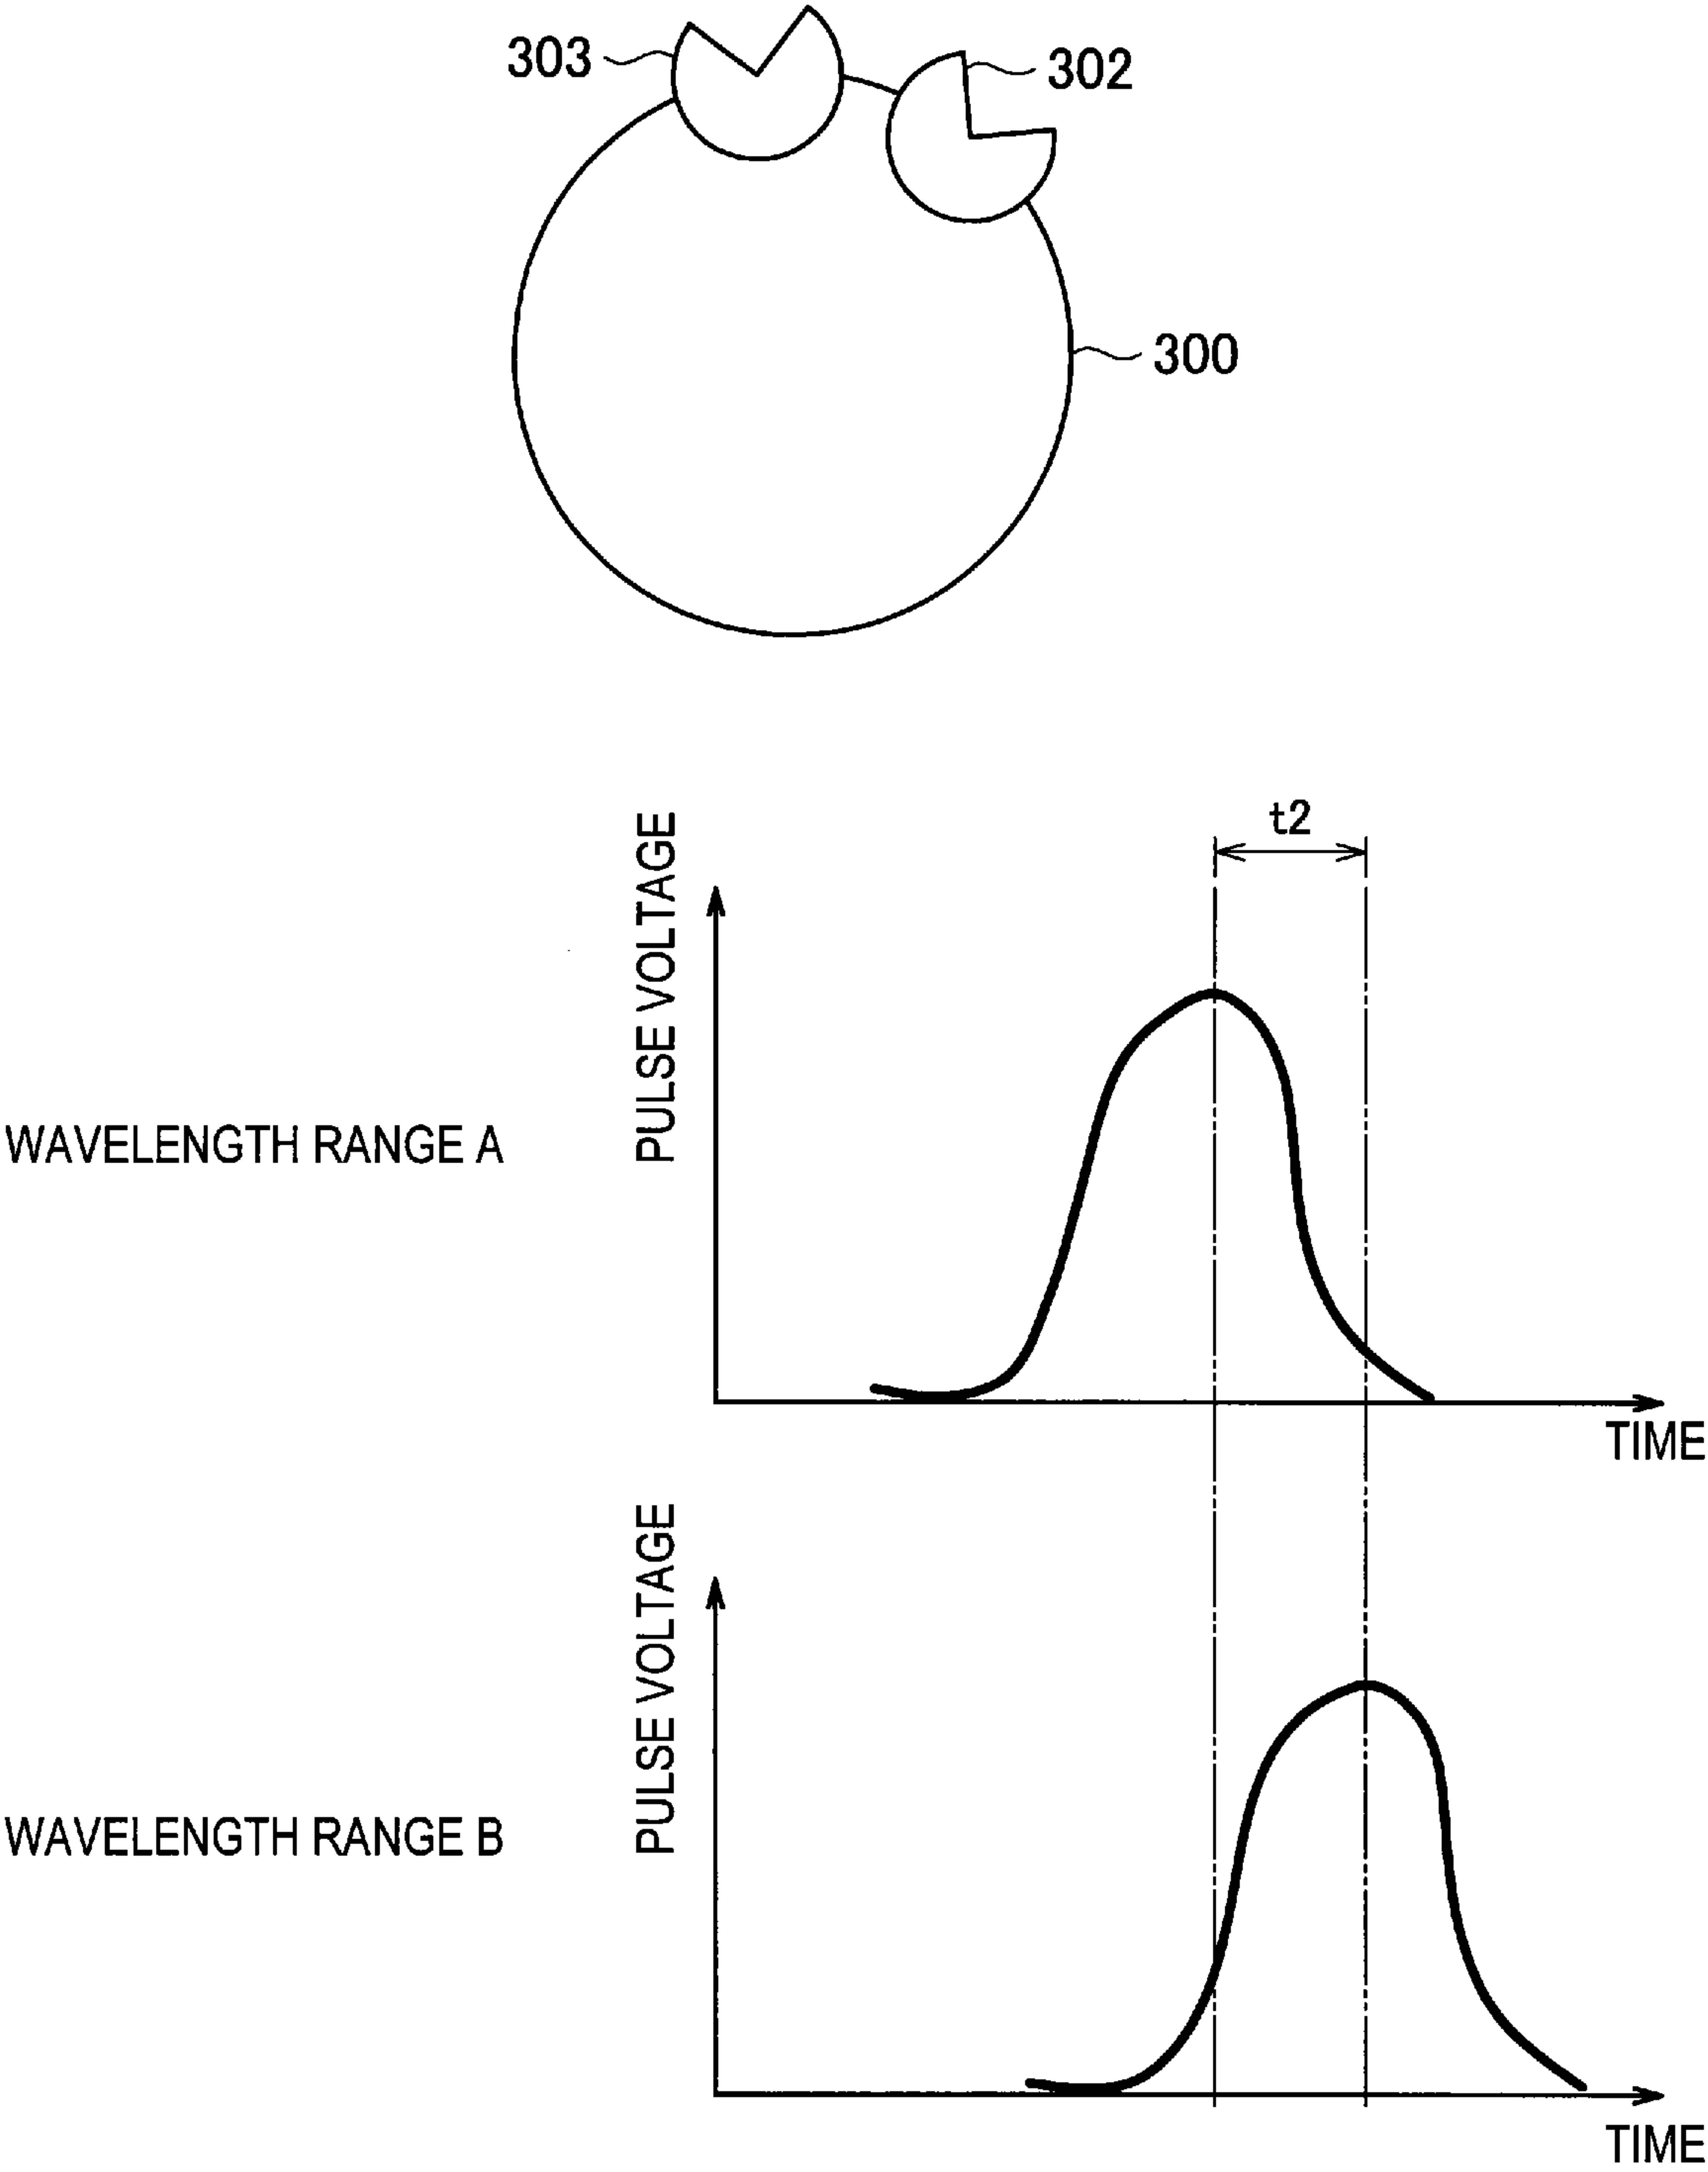 303
302
300
t2
PULSE VOLTAGE
WAVELENGTH RANGE A
TIME
PULSE VOLTAGE
WAVELENGTH RANGE B
TIME